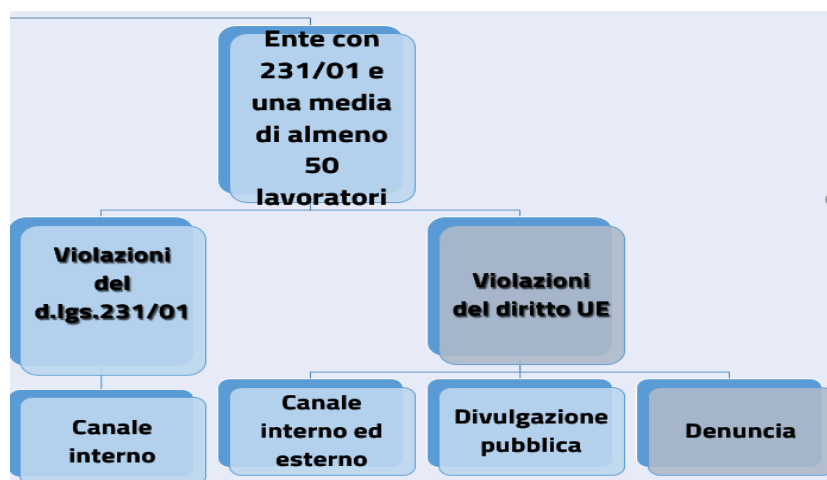 Ente con
231/01 e
una media
di almeno
50
lavoratori
Violazioni
del
d.lgs.231/01
Violazioni
del diritto UE
Canale
interno
Canale
interno ed
esterno
Divulgazione
pubblica
Denuncia